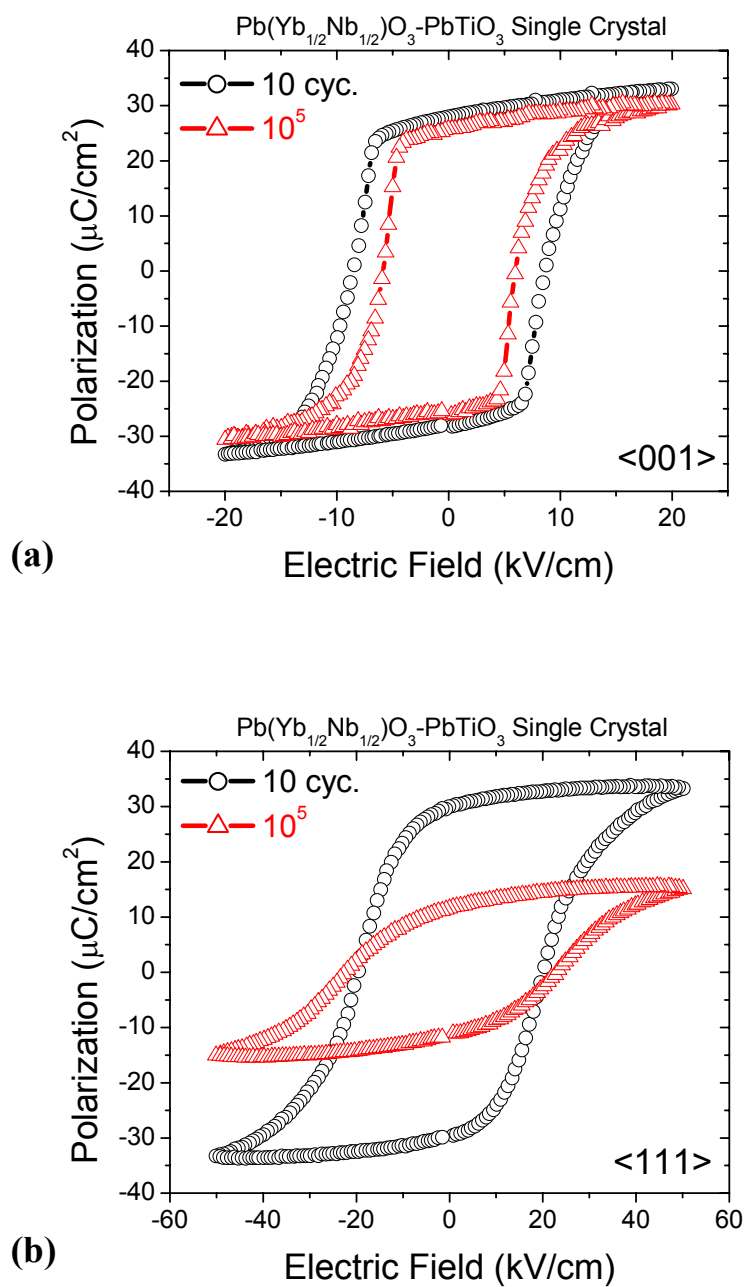 Pb(Yb1/2Nb1/2)O3-PbTiO3 Single Crystal
40
30
20
10
0
-10
-20
-30
-40
Polarization (μC/cm2)
10 cyc.
105
<001>
-20 -10 0 10 20
Electric Field (kV/cm)
(a)
Pb(Yb1/2Nb1/2)O3-PbTiO3 Single Crystal
40
30
20
10
0
-10
-20
-30
-40
Polarization (μC/cm2)
10 cyc.
105
<111>
-60 -40 -20 0 20 40 60
Electric Field (kV/cm)
(b)